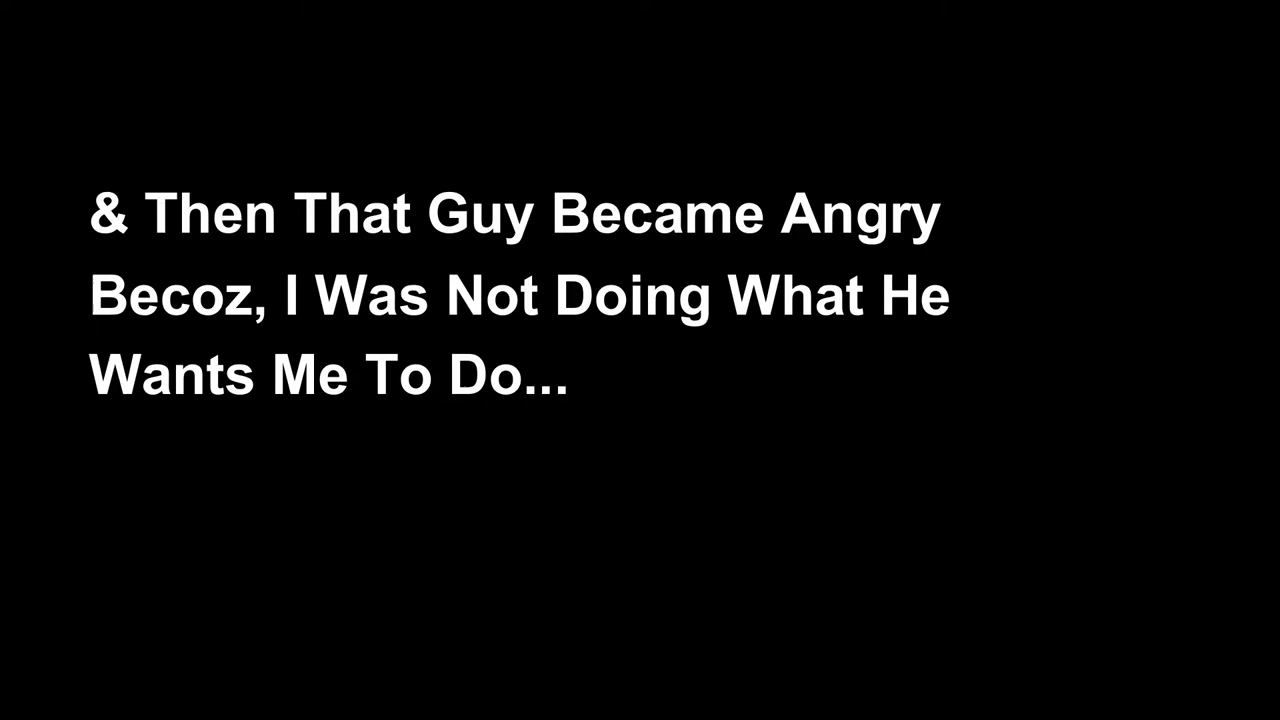 & Then That Guy Became Angry
Becoz, I Was Not Doing What He
Wants Me To Do...